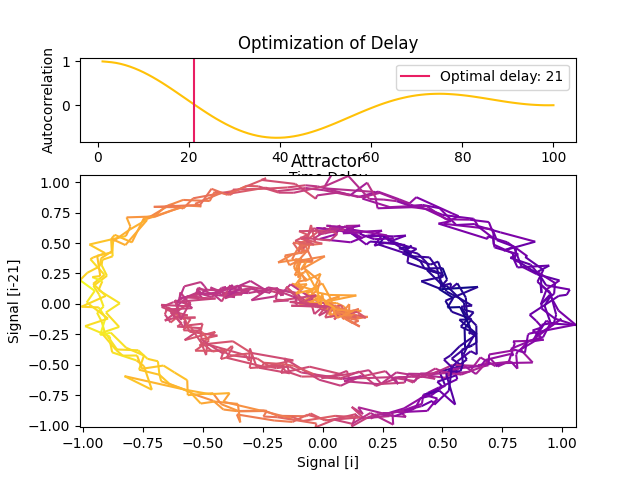 Optimization of Delay
Autocorrelation
1
0
Optimal delay: 21
0 20 40 60 80 100
Attractor
Signal [i-21]
1.00
0.75
0.50
0.25
0.00
−0.25
−0.50
−0.75
−1.00
−1.00 −0.75 −0.50 −0.25 0.00 0.25 0.50 0.75 1.00
Signal [i]